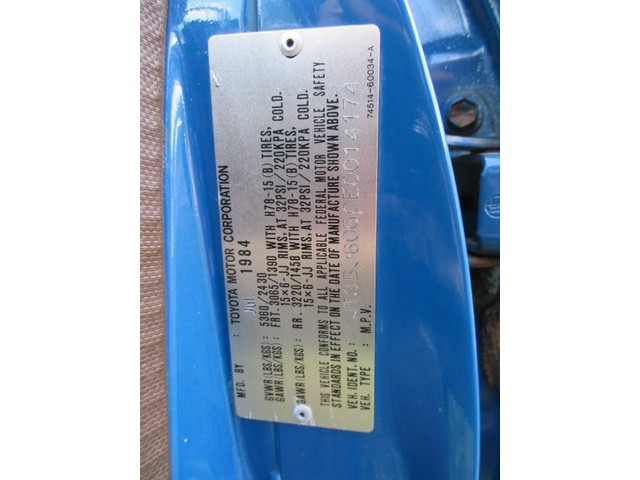 MFD. BY : TOYOTA MOTOR CORPORATION
JUL 1984
GVWR(LBS/KGS): 5360/2430
GAWR(LBS/KGS): FRT. 3065/1390 WITH H78-15(B)TIRES,
15×6-JJ RIMS, AT 32PSI/220KPA COLD.
GAWR(LBS/KGS): RR. 3220/1458 WITH H78-15(B)TIRES,
15×6-JJ RIMS, AT 32PSI/220KPA COLD.
THIS VEHICLE CONFORMS TO ALL APPLICABLE FEDERAL MOTOR VEHICLE SAFETY
STANDARDS IN EFFECT ON THE DATE OF MANUFACTURE SHOWN ABOVE.
VEH. IDENT. NO. :
VEH. TYPE : M.P.V.
74514-60034-A